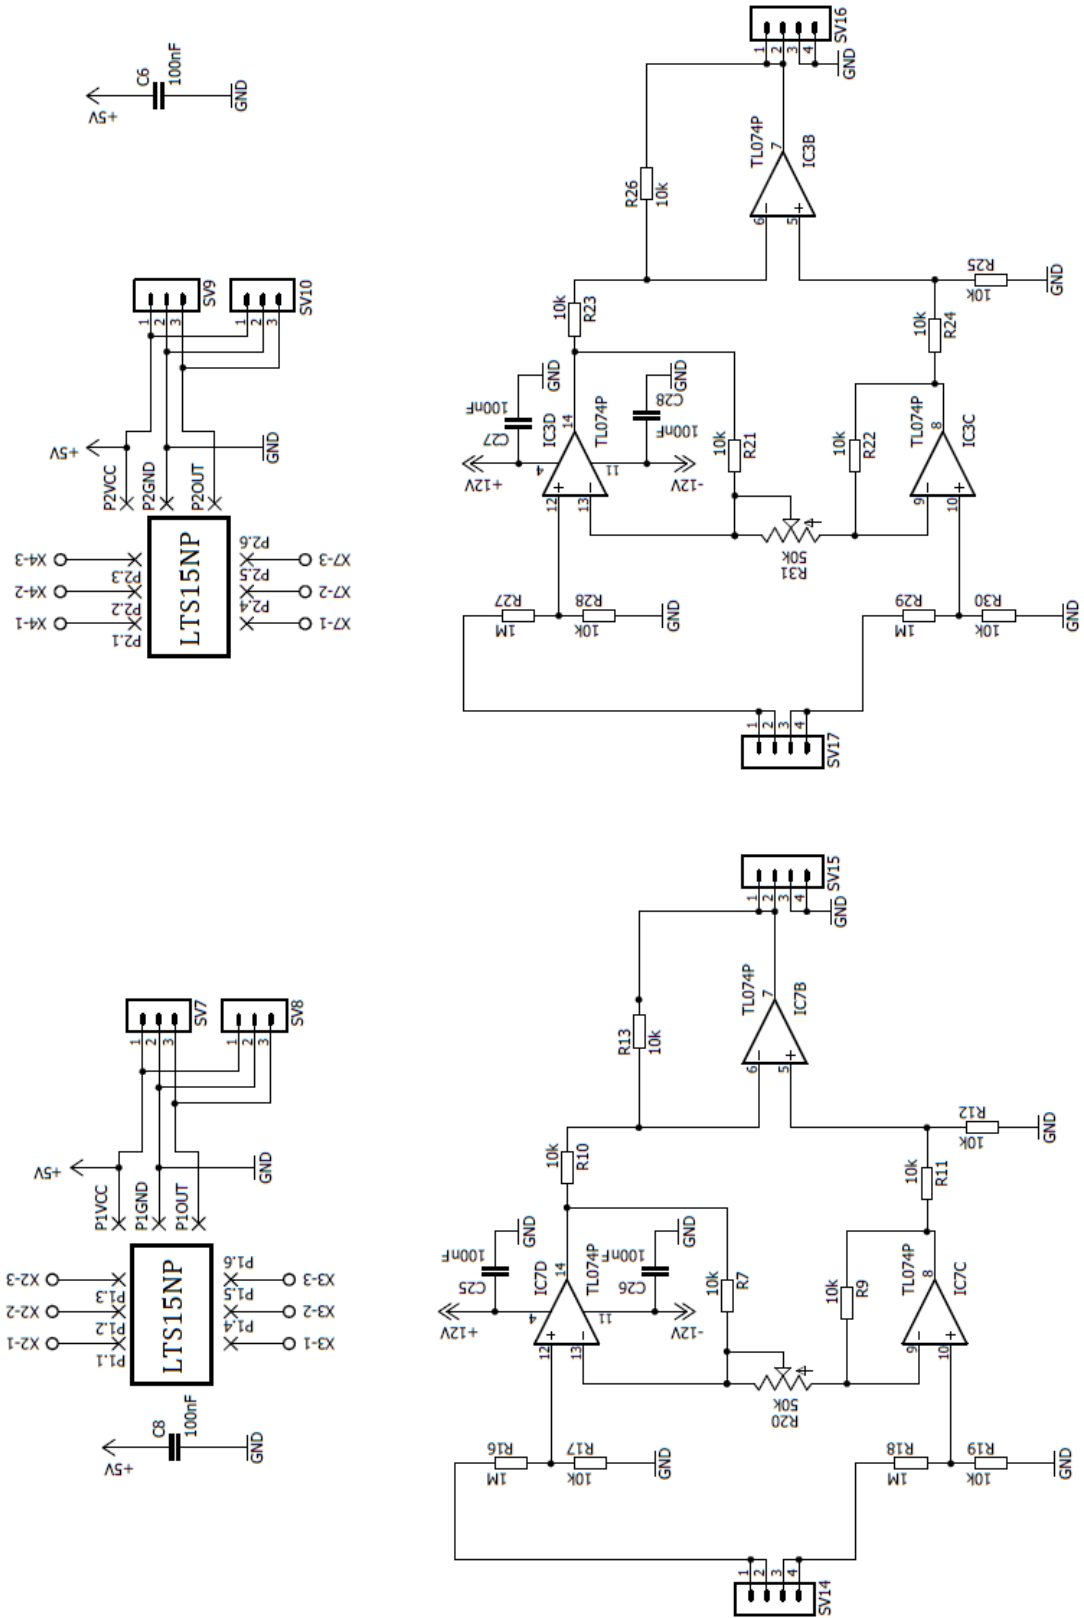 C6
100nF
+5V
GND
SV16
1
2
3
4
GND
TL074P
7
IC3B
6
5
-
+
R26
10k
SV9
1
2
3
SV10
1
2
3
+5V
GND
P2VCC
P2GND
P2OUT
LTS15NP
X4-3
X4-2
X4-1
P2.3
P2.2
P2.1
P2.6
P2.5
P2.4
X7-3
X7-2
X7-1
10k
R23
R25
10k
GND
10k
R24
GND
100nF
C27
IC3D
14
TL074P
GND
C28
100nF
+12V
4
11
-12V
12
13
+
-
10k
R21
10k
R22
TL074P
8
IC3C
9
10
-
+
50k
R31
R27
1M
R28
10k
GND
R29
1M
R30
10k
GND
1
2
3
4
SV17
SV15
1
2
3
4
GND
TL074P
7
IC7B
6
5
-
+
R13
10k
SV7
1
2
3
SV8
1
2
3
+5V
GND
P1VCC
P1GND
P1OUT
LTS15NP
X2-3
X2-2
X2-1
P1.3
P1.2
P1.1
P1.6
P1.5
P1.4
X3-3
X3-2
X3-1
C8
100nF
+5V
GND
10k
R10
R12
10k
GND
10k
R11
GND
100nF
C25
IC7D
14
TL074P
GND
100nF
C26
+12V
4
11
-12V
12
13
+
-
10k
R7
10k
R9
TL074P
8
IC7C
9
10
-
+
50k
R20
R16
1M
R17
10k
GND
R18
1M
R19
10k
GND
1
2
3
4
SV14